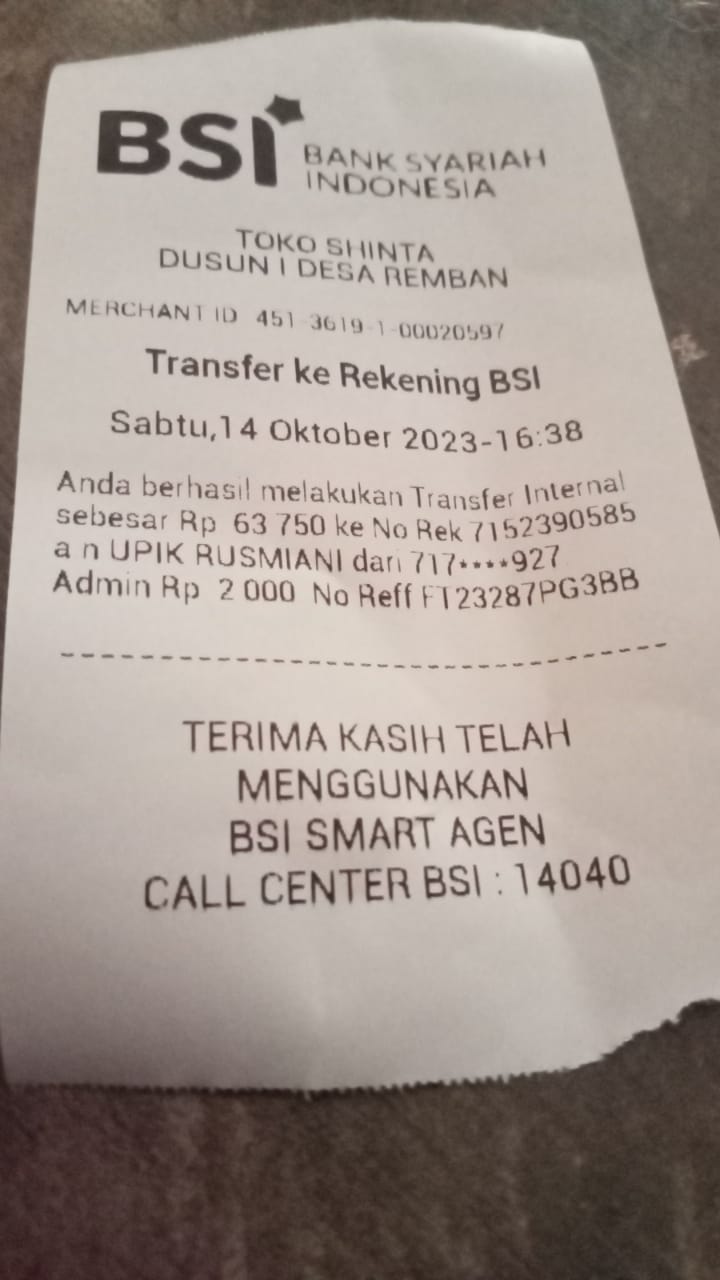 BSI
BANK SYARIAH
INDONESIA
TOKO SHINTA
DUSUN I DESA REMBAN
MERCHANT ID 451-3619-1-00020597
Transfer ke Rekening BSI
Sabtu,14 Oktober 2023-16:38
Anda berhasil melakukan Transfer Internal
sebesar Rp 63 750 ke No Rek 7152390585
a n UPIK RUSMIANI dari 717****927
Admin Rp 2 000 No Reff FT23287PG3BB
TERIMA KASIH TELAH
MENGGUNAKAN
BSI SMART AGEN
CALL CENTER BSI : 14040